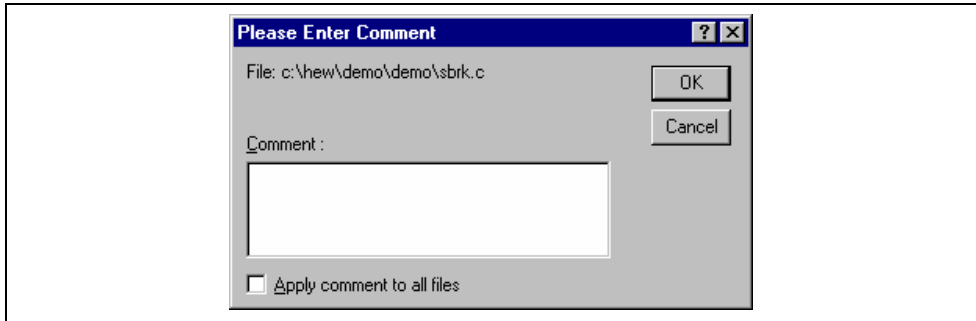 Please Enter Comment
File: c:\hew\demo\demo\sbrk.c
OK
Cancel
Comment :
Apply comment to all files